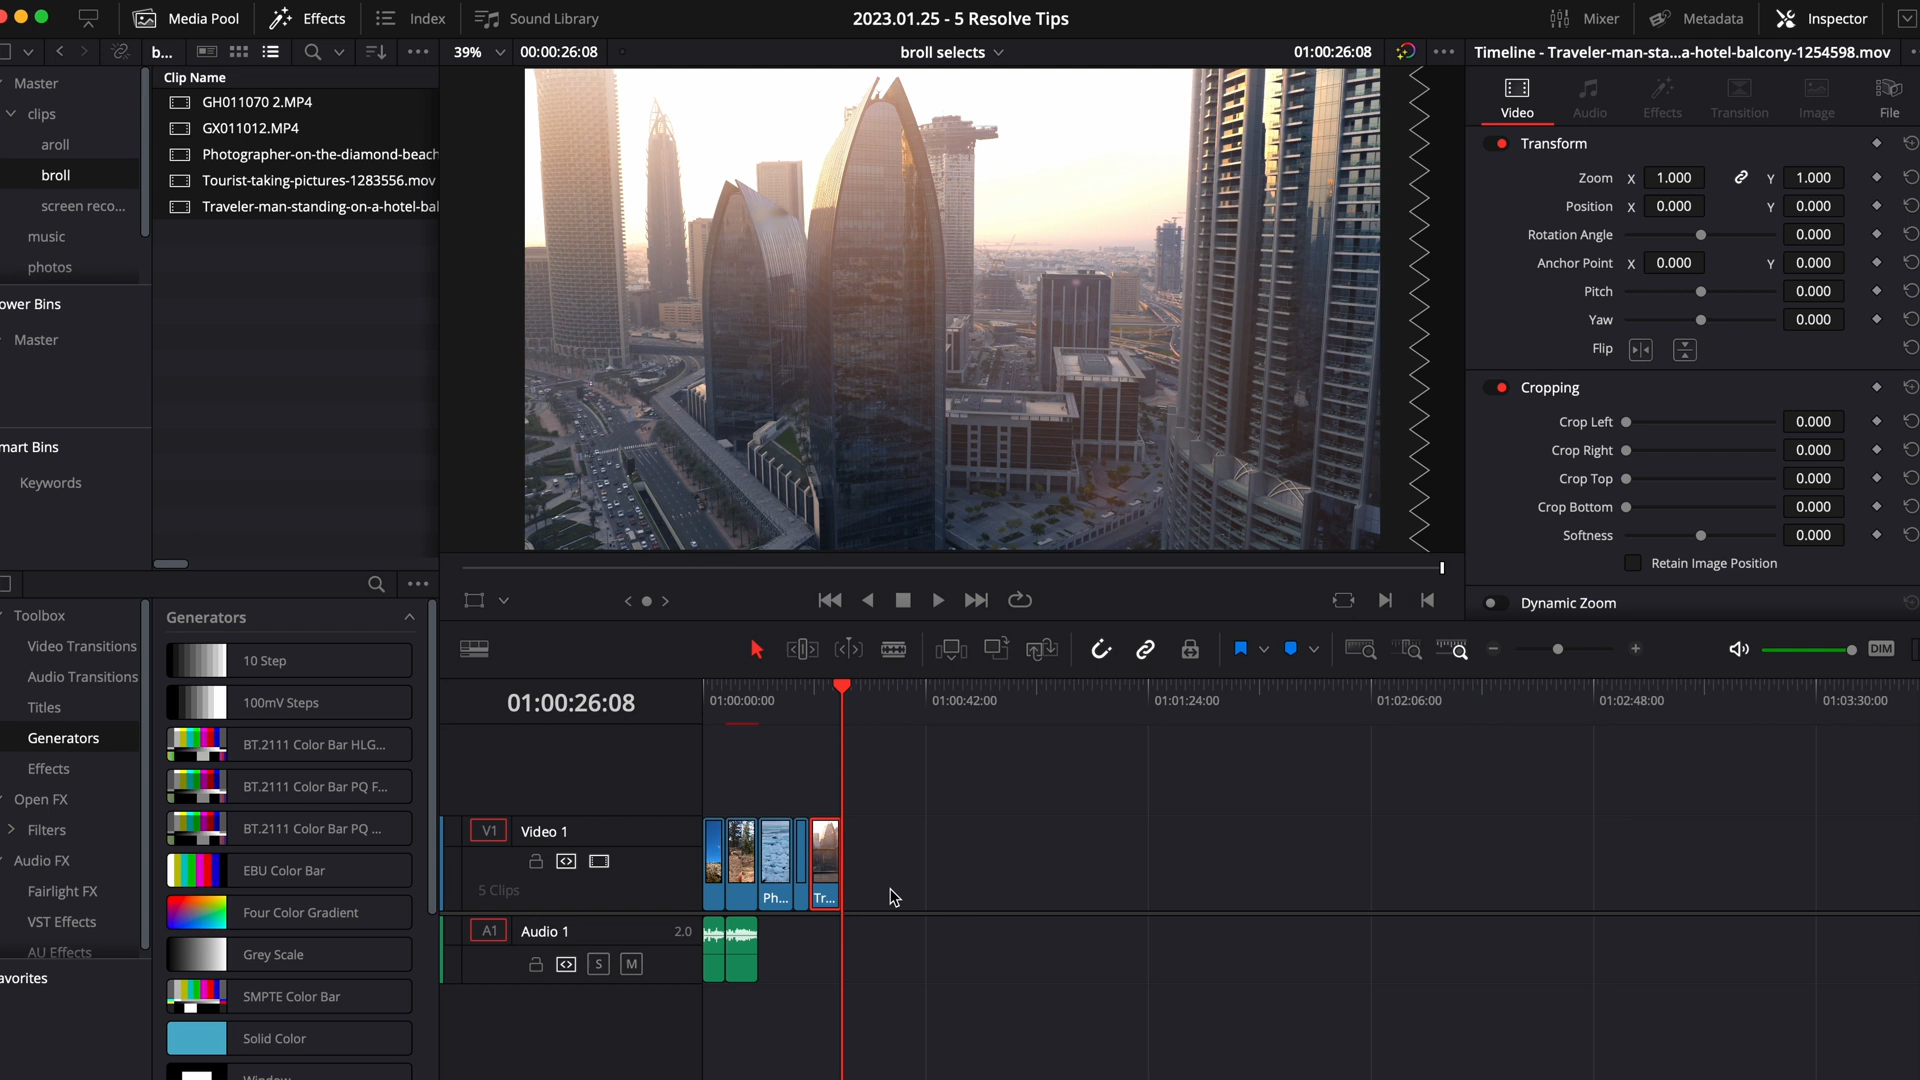 Media Pool
Effects
Index
Sound Library
2023.01.25 - 5 Resolve Tips
Mixer
Metadata
Inspector
b...
39%
00:00:26:08
broll selects
01:00:26:08
Timeline - Traveler-man-sta...a-hotel-balcony-1254598.mov
Master
clips
aroll
broll
screen reco...
music
photos
ower Bins
Master
mart Bins
Keywords
Clip Name
GH011070 2.MP4
GX011012.MP4
Photographer-on-the-diamond-beach
Tourist-taking-pictures-1283556.mov
Traveler-man-standing-on-a-hotel-bal
Video
Audio
Effects
Transition
Image
File
Transform
Zoom X 1.000 Y 1.000
Position X 0.000 Y 0.000
Rotation Angle 0.000
Anchor Point X 0.000 Y 0.000
Pitch 0.000
Yaw 0.000
Flip
Cropping
Crop Left 0.000
Crop Right 0.000
Crop Top 0.000
Crop Bottom 0.000
Softness 0.000
Retain Image Position
Dynamic Zoom
Toolbox
Video Transitions
Audio Transitions
Titles
Generators
Effects
Open FX
Filters
Audio FX
Fairlight FX
VST Effects
AU Effects
avorites
Generators
10 Step
100mV Steps
BT.2111 Color Bar HLG...
BT.2111 Color Bar PQ F...
BT.2111 Color Bar PQ ...
EBU Color Bar
Four Color Gradient
Grey Scale
SMPTE Color Bar
Solid Color
Window
DIM
01:00:26:08
01:00:00:00
01:00:42:00
01:01:24:00
01:02:06:00
01:02:48:00
01:03:30:00
V1 Video 1
5 Clips
Ph...
Tr...
A1 Audio 1 2.0
S M